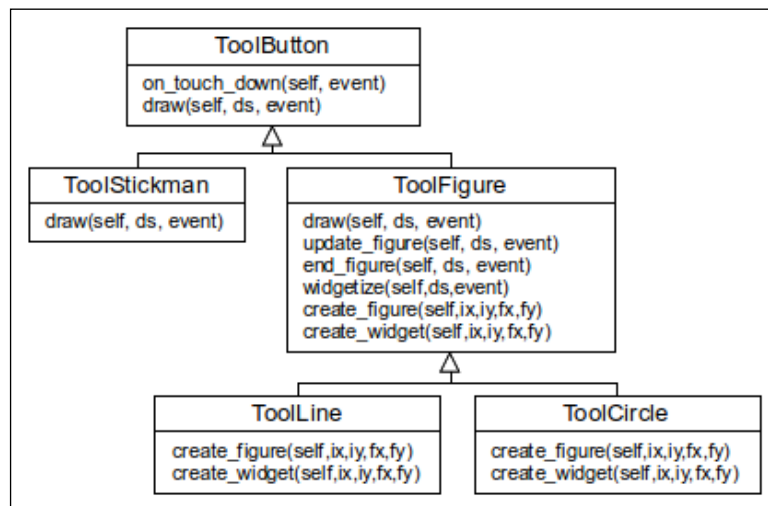 ToolButton
on_touch_down(self, event)
draw(self, ds, event)
ToolStickman
draw(self, ds, event)
ToolFigure
draw(self, ds, event)
update_figure(self, ds, event)
end_figure(self, ds, event)
widgetize(self,ds,event)
create_figure(self,ix,iy,fx,fy)
create_widget(self,ix,iy,fx,fy)
ToolLine
create_figure(self,ix,iy,fx,fy)
create_widget(self,ix,iy,fx,fy)
ToolCircle
create_figure(self,ix,iy,fx,fy)
create_widget(self,ix,iy,fx,fy)